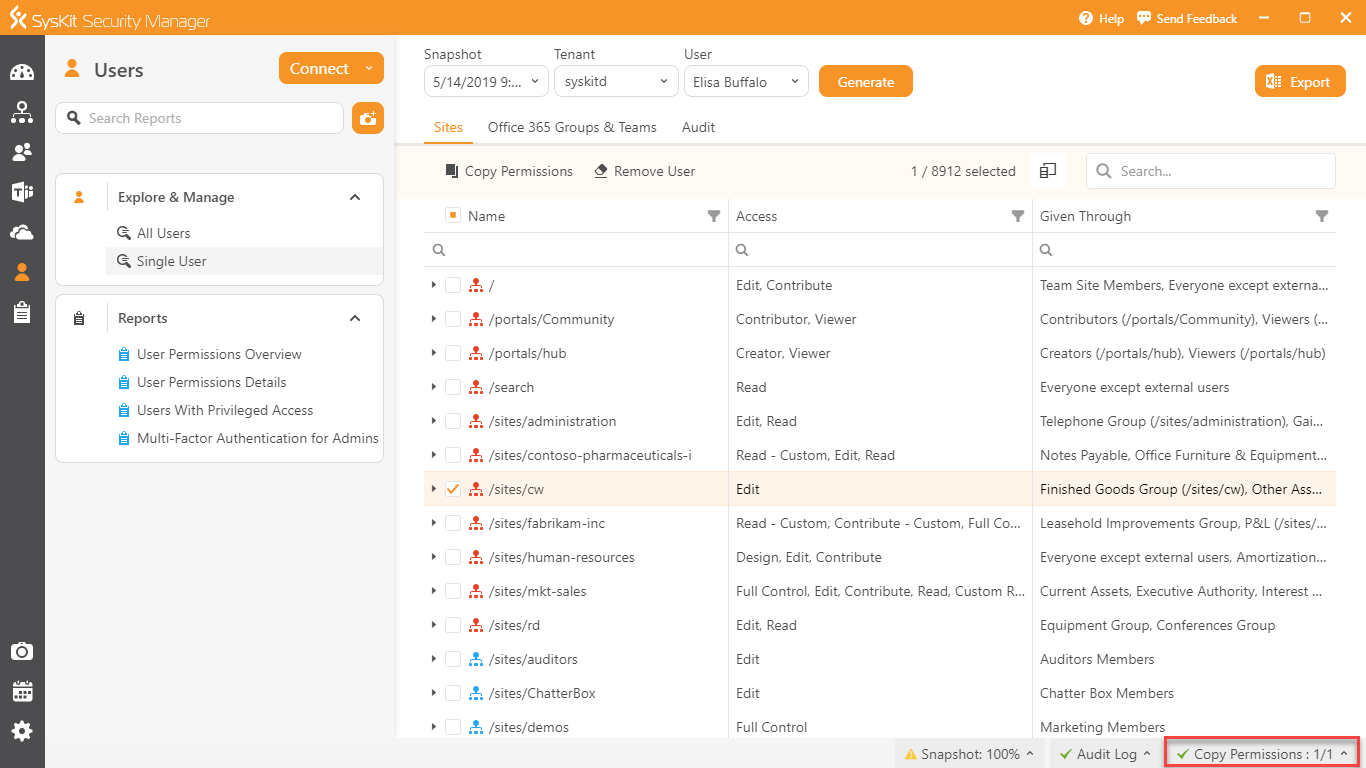 SysKit Security Manager
Help
Send Feedback
Users
Connect
Search Reports
Explore & Manage
All Users
Single User
Reports
User Permissions Overview
User Permissions Details
Users With Privileged Access
Multi-Factor Authentication for Admins
Snapshot
Tenant
User
5/14/2019 9:...
syskitd
Elisa Buffalo
Generate
Export
Sites
Office 365 Groups & Teams
Audit
Copy Permissions
Remove User
1 / 8912 selected
Search...
Name Access Given Through
/ Edit, Contribute Team Site Members, Everyone except externa...
/portals/Community Contributor, Viewer Contributors (/portals/Community), Viewers (...
/portals/hub Creator, Viewer Creators (/portals/hub), Viewers (/portals/hub)
/search Read Everyone except external users
/sites/administration Edit, Read Telephone Group (/sites/administration), Gai...
/sites/contoso-pharmaceuticals-i Read - Custom, Edit, Read Notes Payable, Office Furniture & Equipment...
/sites/cw Edit Finished Goods Group (/sites/cw), Other Ass...
/sites/fabrikam-inc Read - Custom, Contribute - Custom, Full Co... Leasehold Improvements Group, P&L (/sites/...
/sites/human-resources Design, Edit, Contribute Everyone except external users, Amortization...
/sites/mkt-sales Full Control, Edit, Contribute, Read, Custom R... Current Assets, Executive Authority, Interest ...
/sites/rd Edit, Read Equipment Group, Conferences Group
/sites/auditors Edit Auditors Members
/sites/ChatterBox Edit Chatter Box Members
/sites/demos Full Control Marketing Members
Snapshot: 100%
Audit Log
Copy Permissions : 1/1